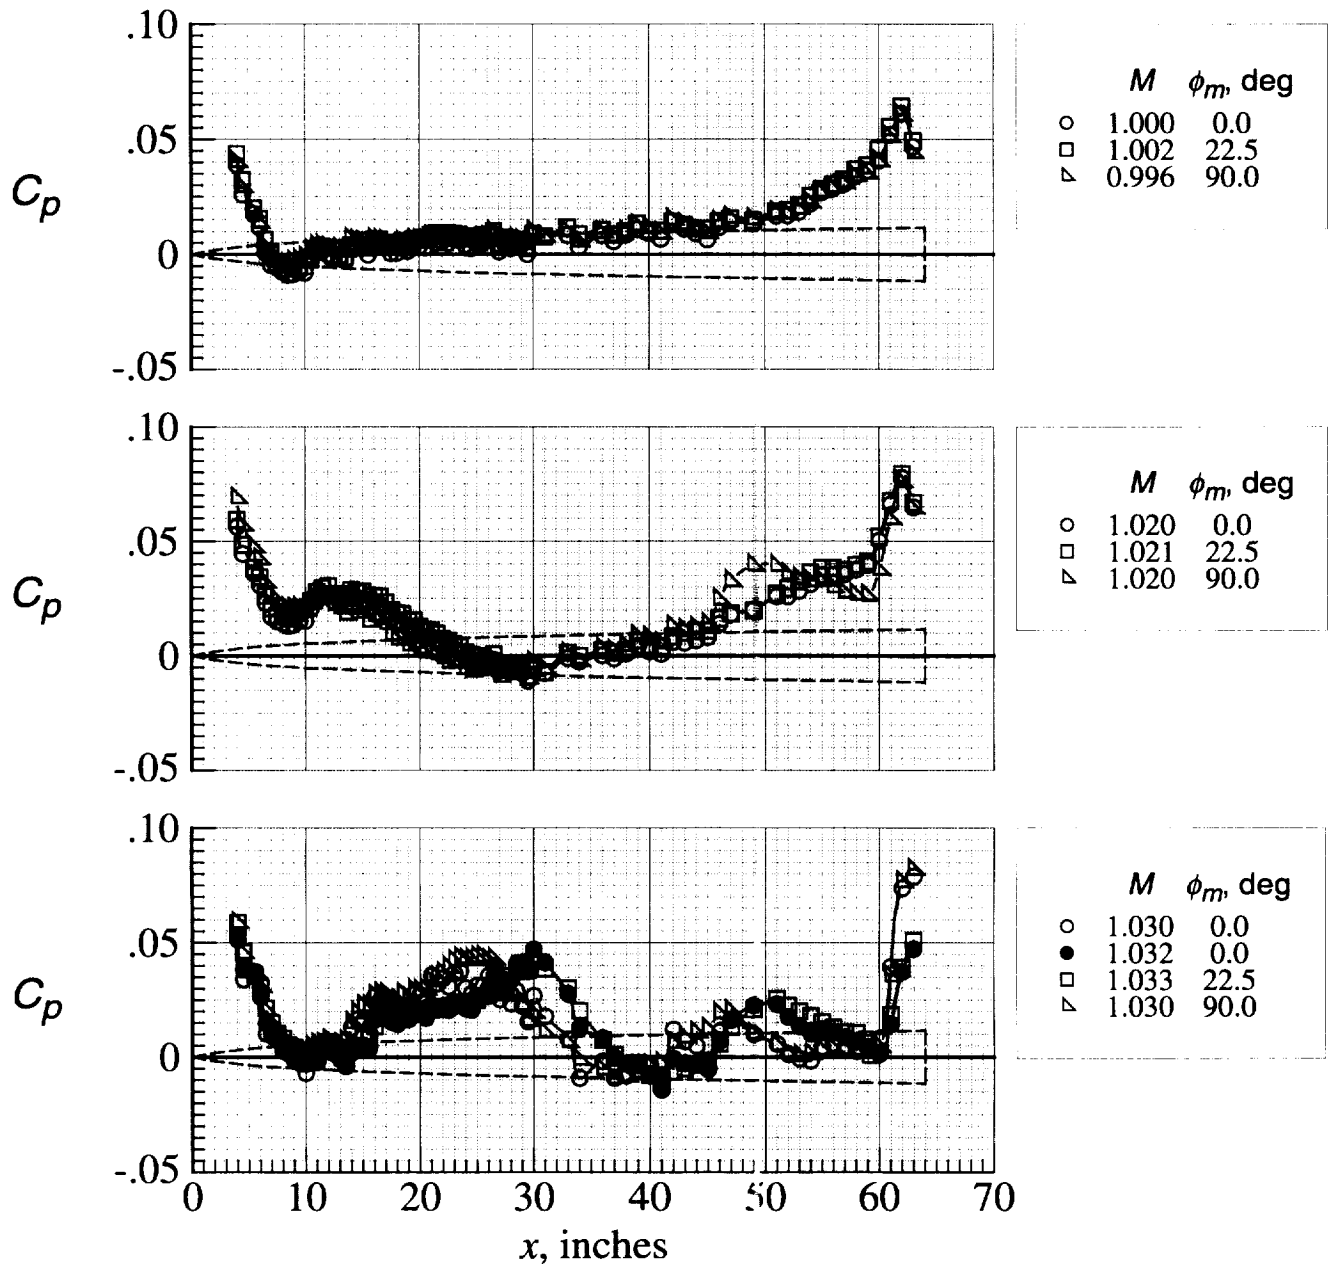 .10
.05
0
-.05
C_p
M φ_m, deg
○ 1.000 0.0
□ 1.002 22.5
◺ 0.996 90.0
.10
.05
0
-.05
C_p
M φ_m, deg
○ 1.020 0.0
□ 1.021 22.5
◺ 1.020 90.0
.10
.05
0
-.05
C_p
M φ_m, deg
○ 1.030 0.0
● 1.032 0.0
□ 1.033 22.5
◺ 1.030 90.0
0 10 20 30 40 50 60 70
x, inches